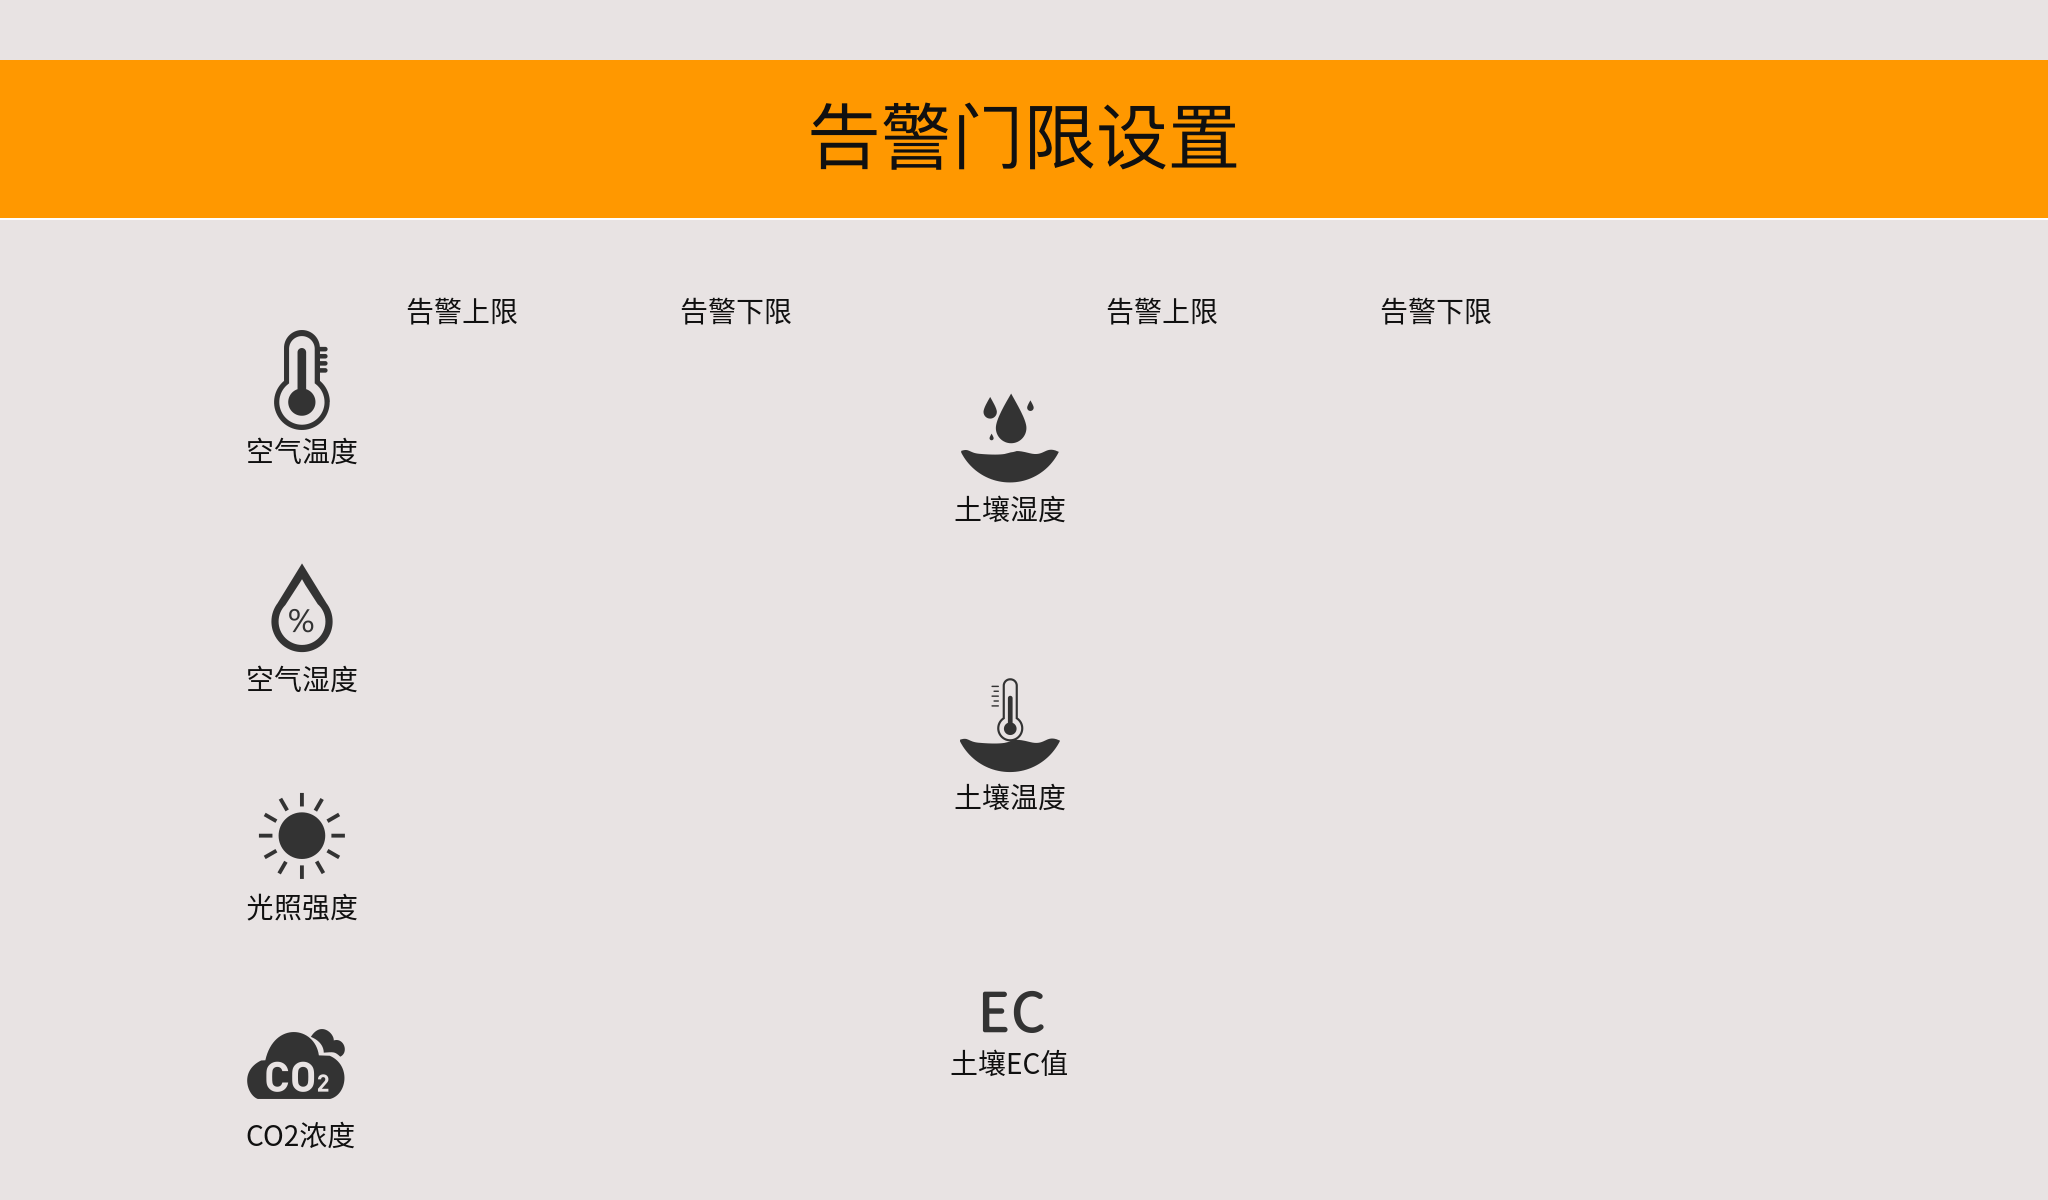 告警门限设置
告警上限 告警下限 告警上限 告警下限
空气温度
土壤湿度
%
空气湿度
土壤温度
光照强度
EC
土壤EC值
CO2
CO2浓度